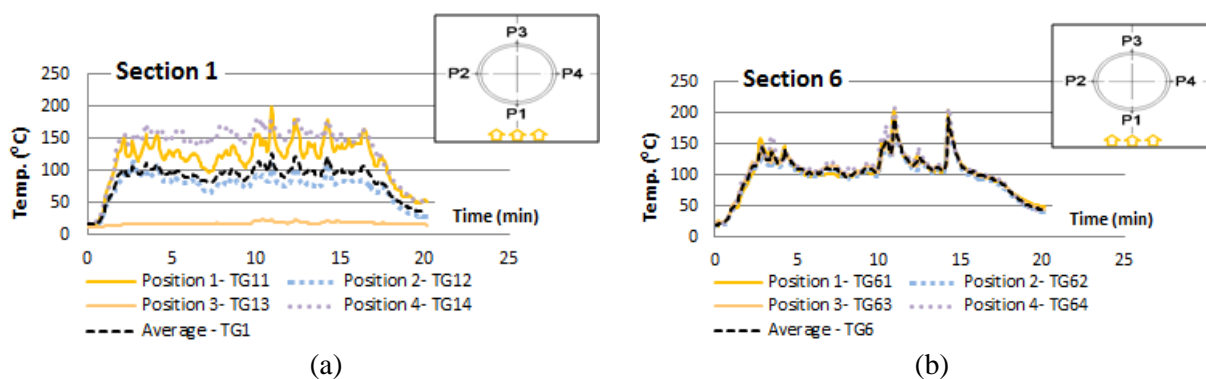 Section 1
Temp. (°C)
250
200
150
100
50
0
0 5 10 15 20 25
Time (min)
P3
P2 P4
P1
Position 1- TG11 Position 2- TG12
Position 3- TG13 Position 4- TG14
Average - TG1
(a)
Section 6
Temp. (°C)
250
200
150
100
50
0
0 5 10 15 20 25
Time (min)
P3
P2 P4
P1
Position 1- TG61 Position 2- TG62
Position 3- TG63 Position 4- TG64
Average - TG6
(b)